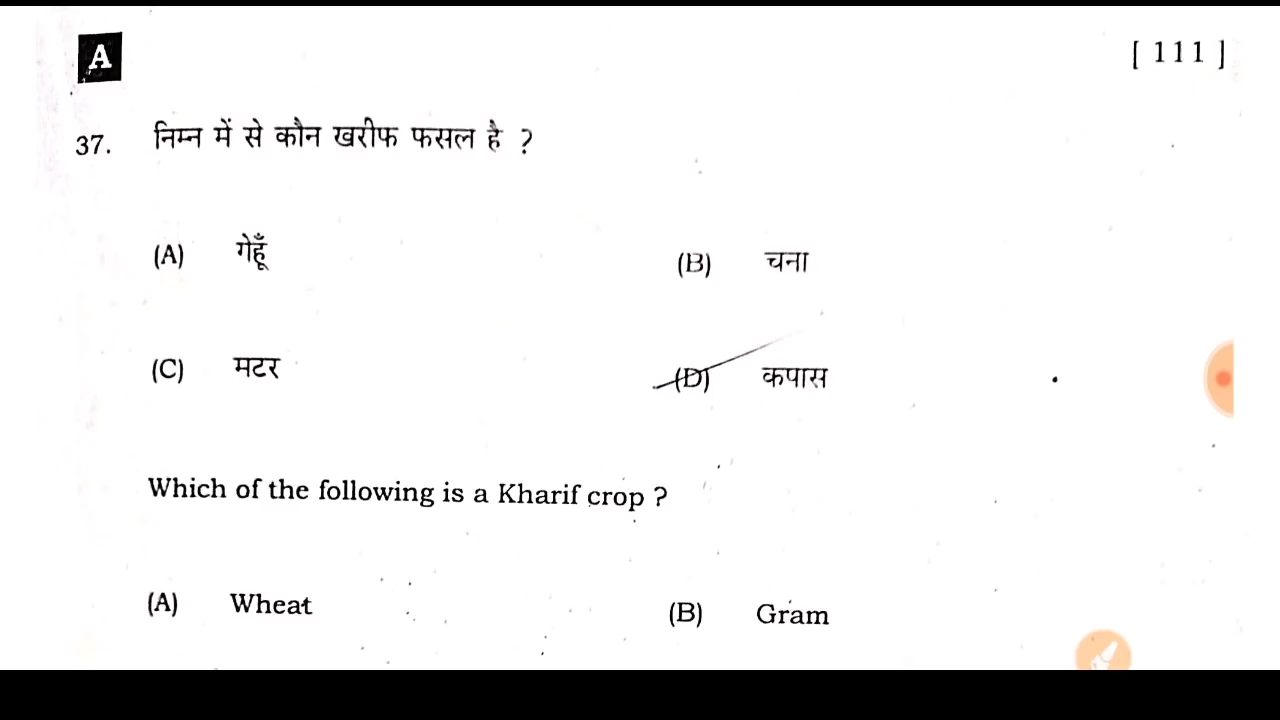 A
[ 111 ]
37. निम्न में से कौन खरीफ फसल है ?
(A) गेहूँ (B) चना
(C) मटर (D) कपास
Which of the following is a Kharif crop ?
(A) Wheat (B) Gram